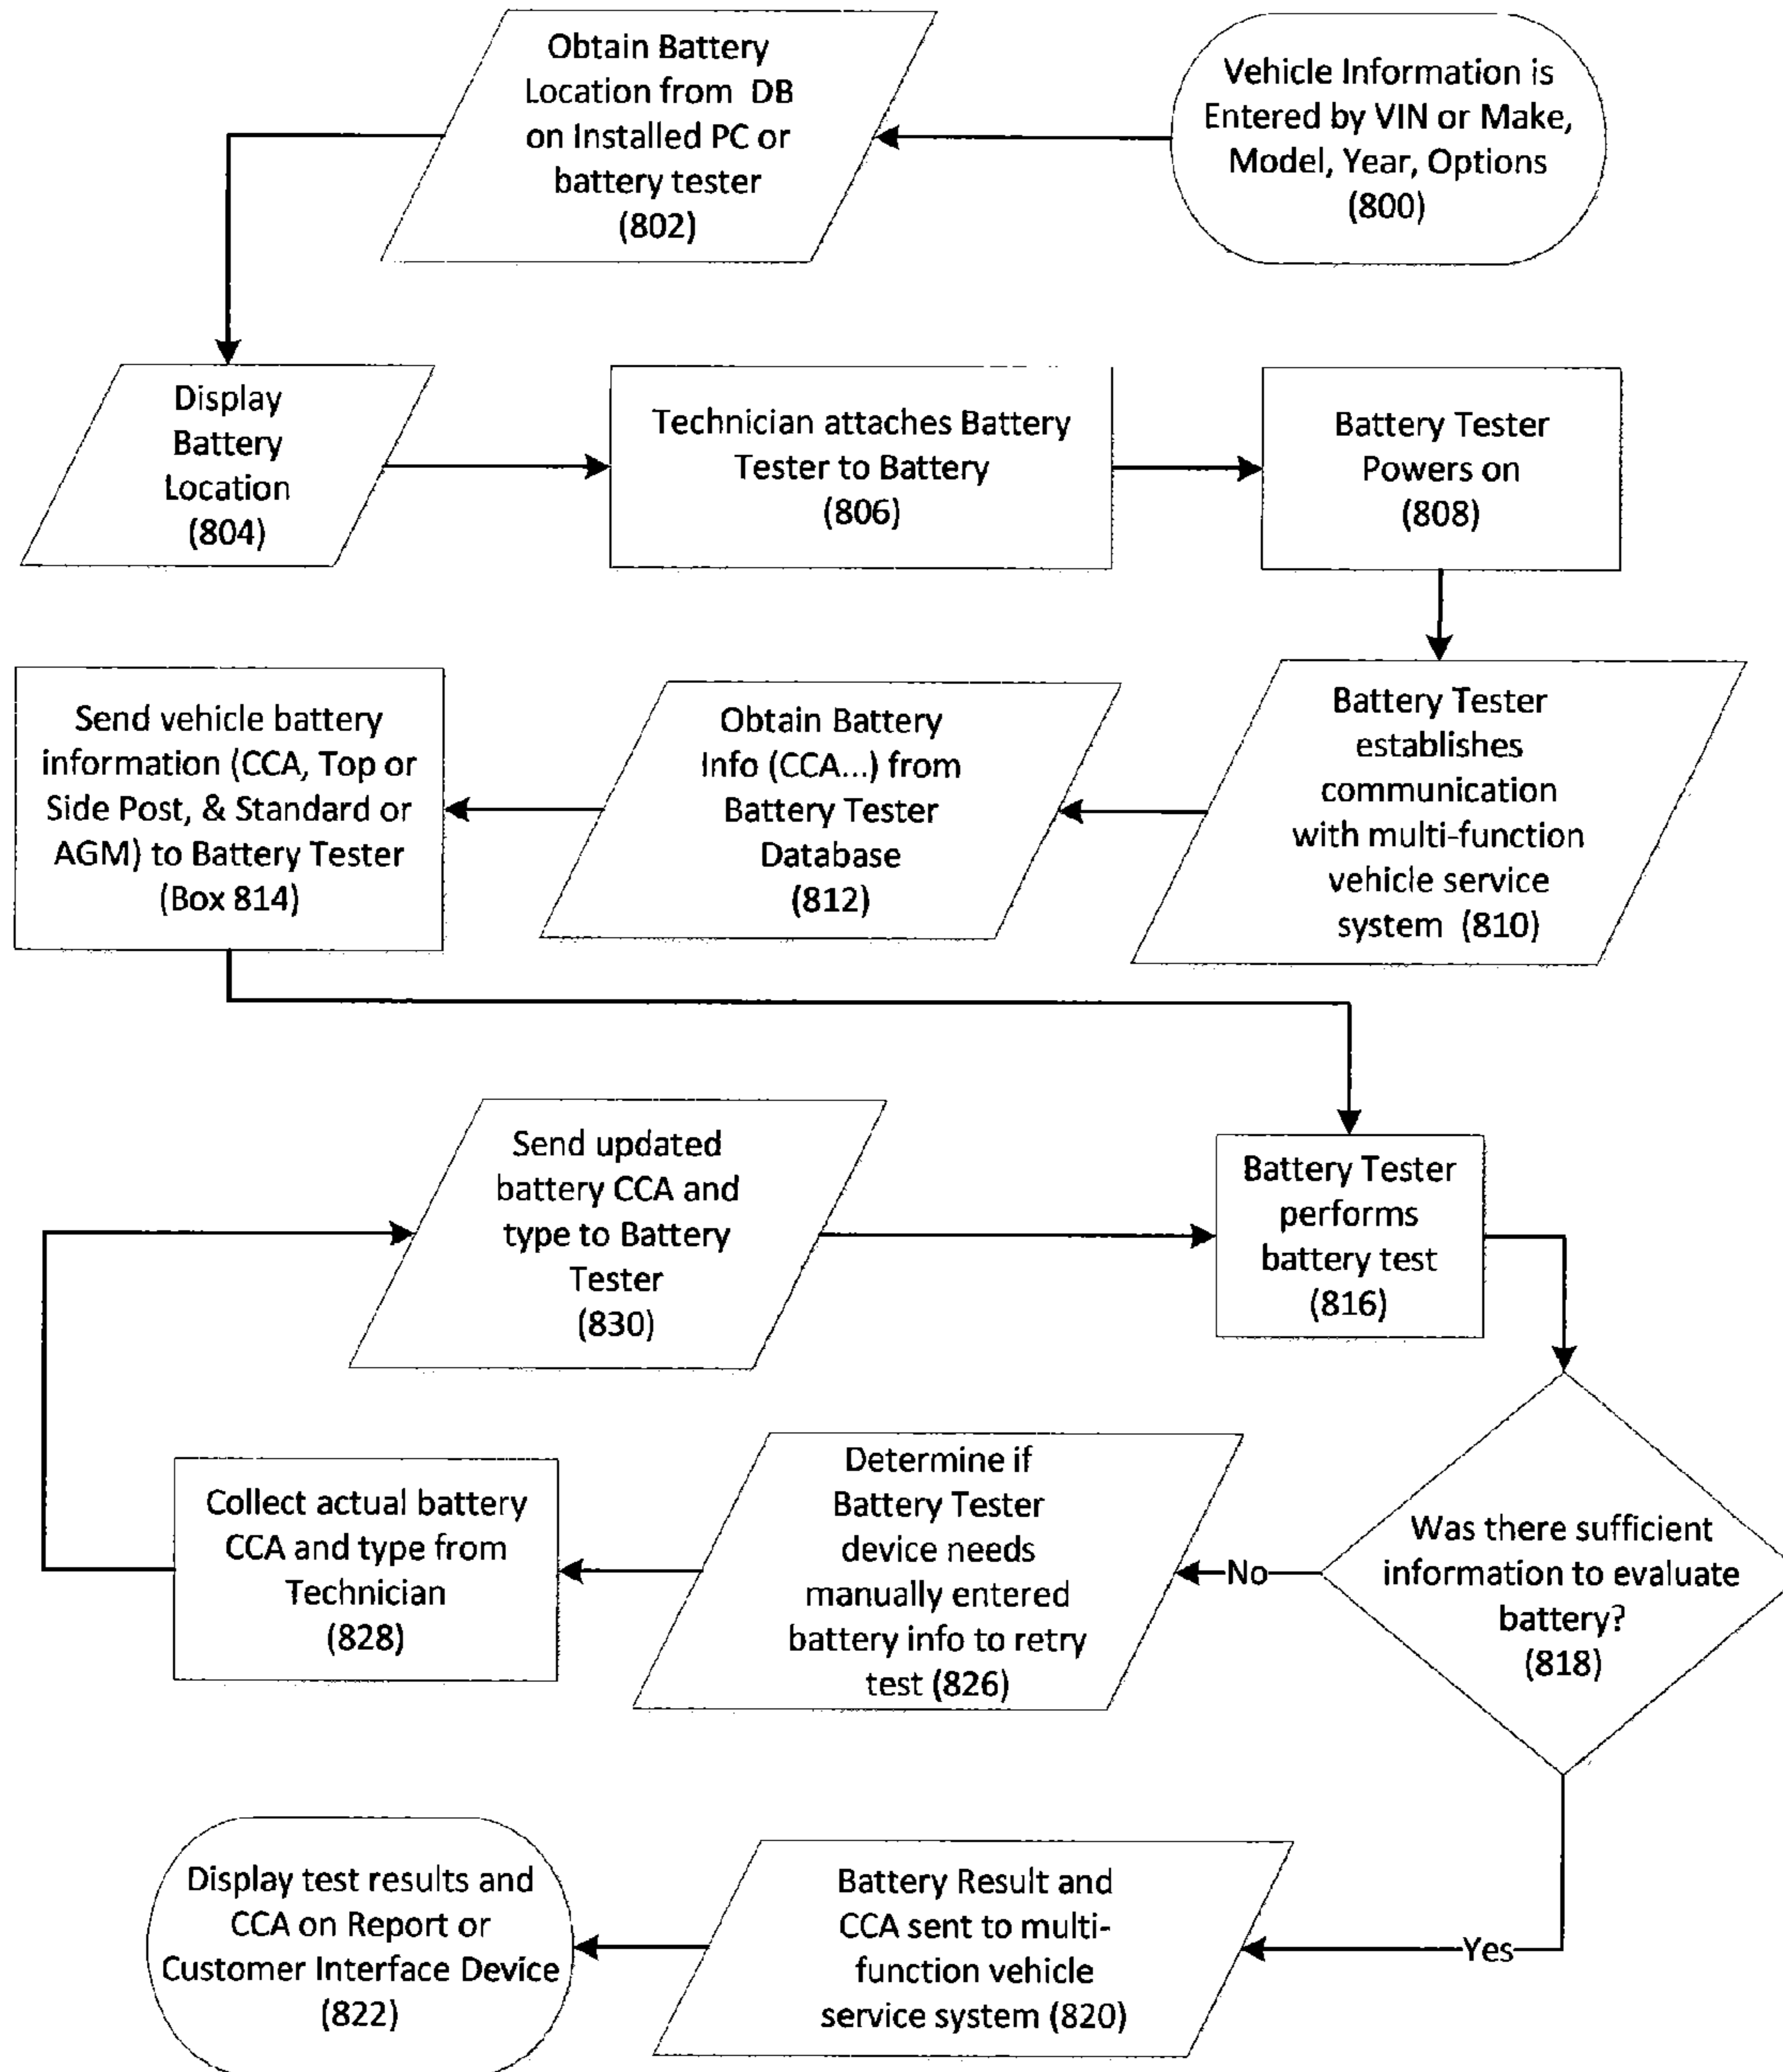 Vehicle Information is
Entered by VIN or Make,
Model, Year, Options
(800)
Obtain Battery
Location from DB
on Installed PC or
battery tester
(802)
Display
Battery
Location
(804)
Technician attaches Battery
Tester to Battery
(806)
Battery Tester
Powers on
(808)
Battery Tester
establishes
communication
with multi-function
vehicle service
system (810)
Obtain Battery
Info (CCA...) from
Battery Tester
Database
(812)
Send vehicle battery
information (CCA, Top or
Side Post, & Standard or
AGM) to Battery Tester
(Box 814)
Battery Tester
performs
battery test
(816)
Was there sufficient
information to evaluate
battery?
(818)
No
Determine if
Battery Tester
device needs
manually entered
battery info to retry
test (826)
Collect actual battery
CCA and type from
Technician
(828)
Send updated
battery CCA and
type to Battery
Tester
(830)
Yes
Battery Result and
CCA sent to multi-
function vehicle
service system (820)
Display test results and
CCA on Report or
Customer Interface Device
(822)